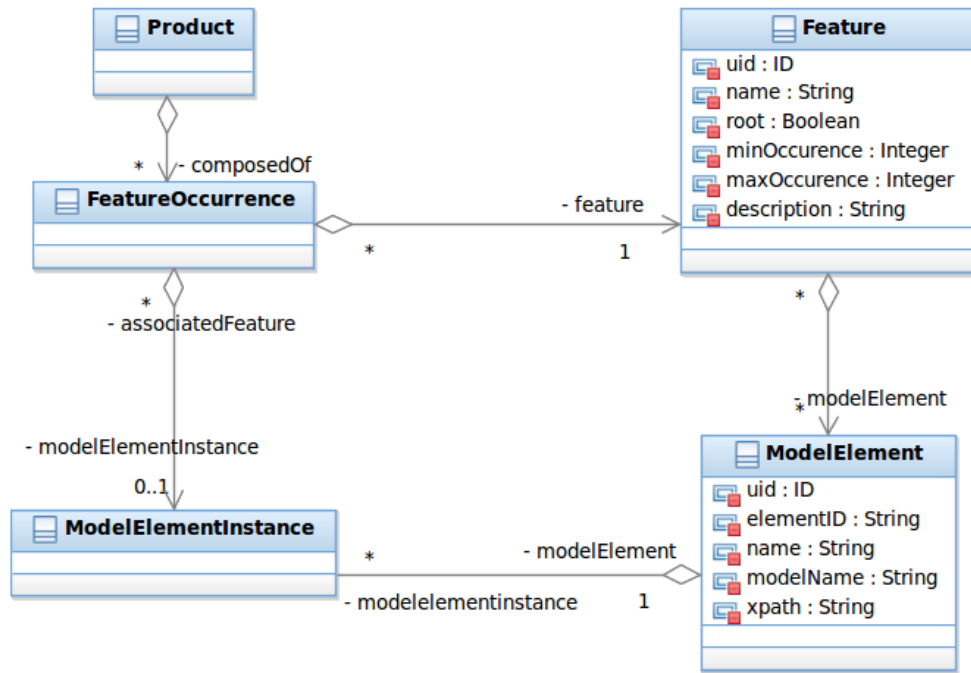 Product
Feature
uid : ID
name : String
root : Boolean
minOccurence : Integer
maxOccurence : Integer
description : String
* - composedOf
FeatureOccurrence
- feature
*
1
*
- associatedFeature
*
- modelElement
*
- modelElementInstance
0..1
ModelElement
uid : ID
elementID : String
name : String
modelName : String
xpath : String
ModelElementInstance
*
- modelElement
- modelelementinstance
1